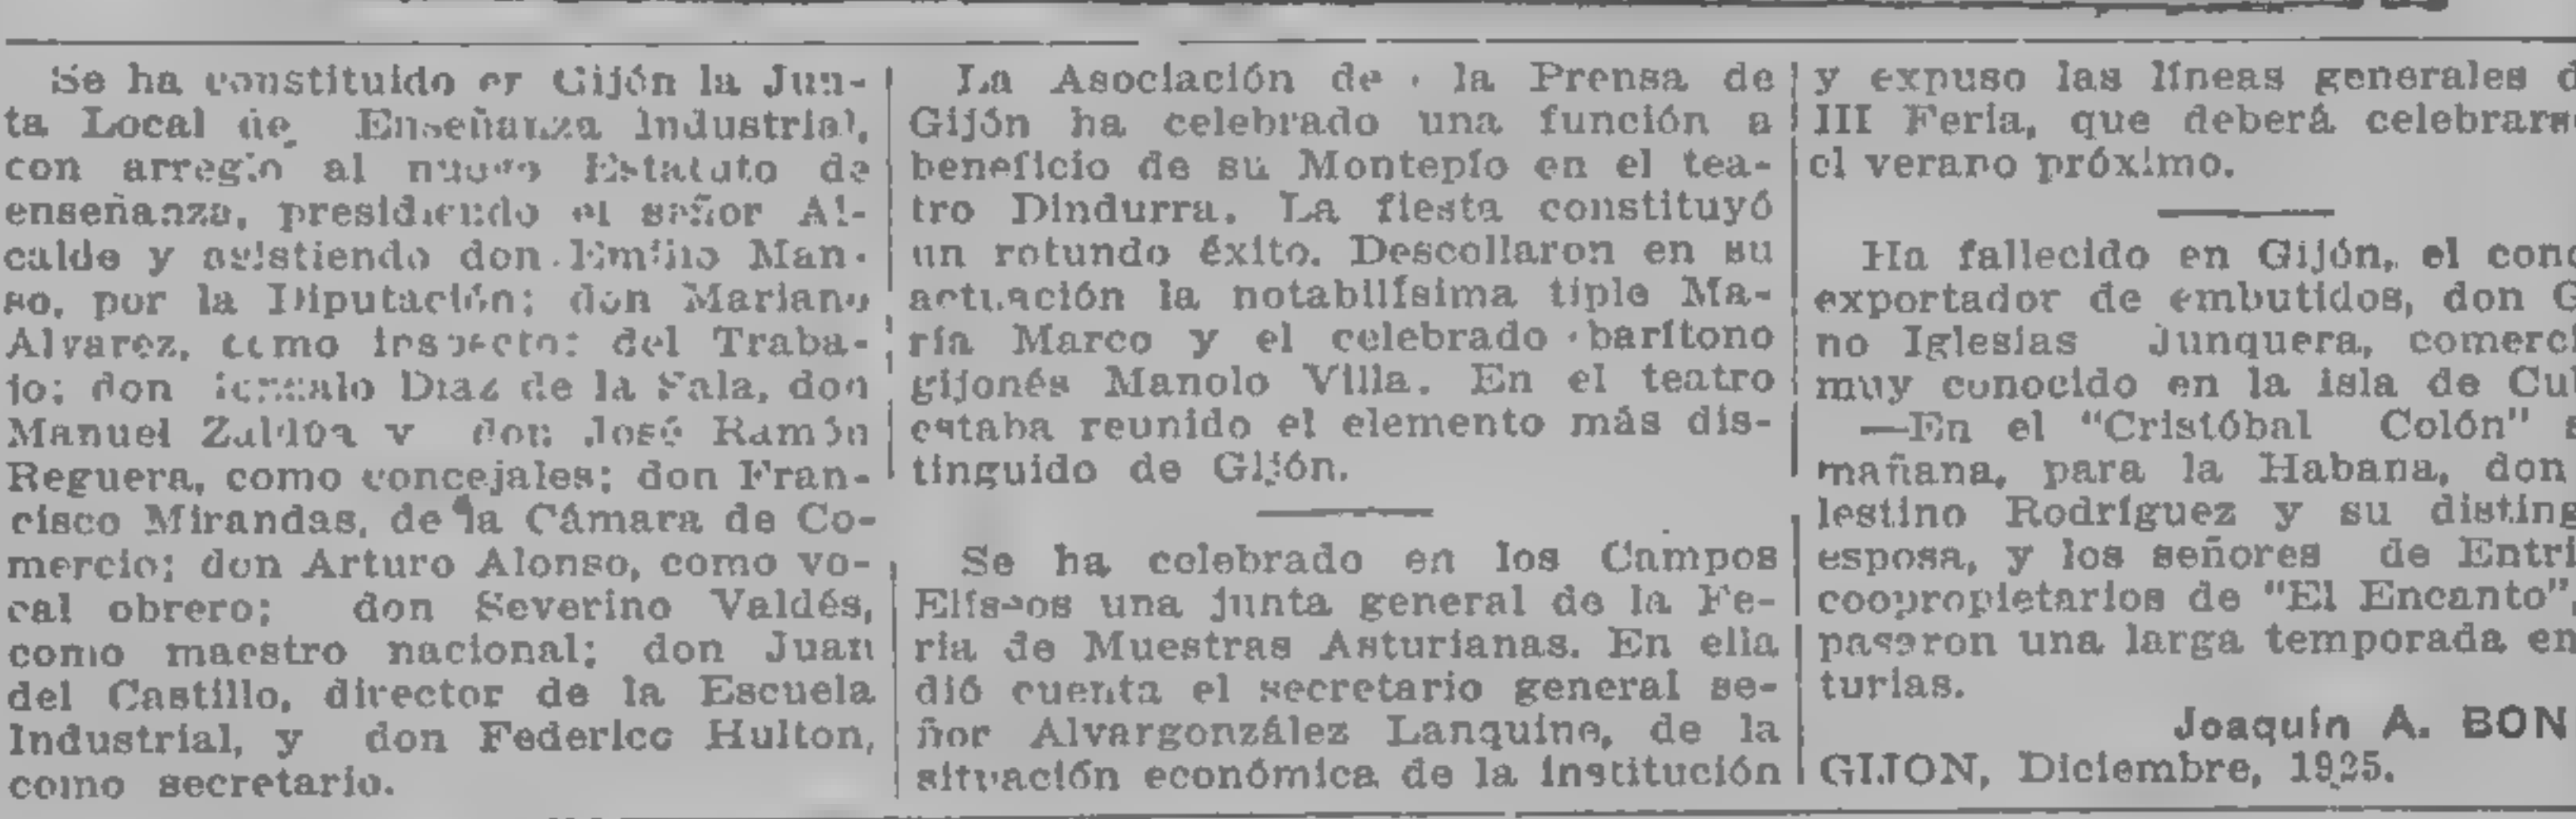 Se ha constituido en Gijón la Jun-
ta Local de Enseñanza Industrial,
con arreglo al nuevo Estatuto de
enseñanza, presidiendo el señor Al-
calde y asistiendo don Emilio Man-
so, por la Diputación; don Mariano
Alvarez, como inspector del Traba-
jo; don Díaz de la Sala, don
Manuel y don José Ramón
Reguera, como concejales; don Fran-
cisco Mirandas, de la Cámara de Co-
mercio; don Arturo Alonso, como vo-
cal obrero; don Severino Valdés,
como maestro nacional; don Juan
del Castillo, director de la Escuela
Industrial, y don Federico Hulton,
como secretario.
La Asociación de la Prensa de
Gijón ha celebrado una función a
beneficio de su Montepío en el tea-
tro Dindurra. La fiesta constituyó
un rotundo éxito. Descollaron en su
actuación la notabilísima tiple Ma-
ría Marco y el celebrado barítono
gijonés Manolo Villa. En el teatro
estaba reunido el elemento más dis-
tinguido de Gijón.
Se ha celebrado en los Campos
Elíseos una junta general de la Fe-
ria de Muestras Asturianas. En ella
dió cuenta el secretario general se-
ñor Alvargonzález Lanquine, de la
situación económica de la institución
y expuso las líneas generales d
III Feria, que deberá celebrarse
el verano próximo.
Ha fallecido en Gijón, el cono
exportador de embutidos, don G
no Iglesias Junquera, comerci
muy conocido en la isla de Cu
—En el "Cristóbal Colón" s
mañana, para la Habana, don
lestino Rodríguez y su disting
esposa, y los señores de Entri
coopropietarios de "El Encanto",
pasaron una larga temporada en
turias.
Joaquín A. BON
GIJON, Diciembre, 1925.